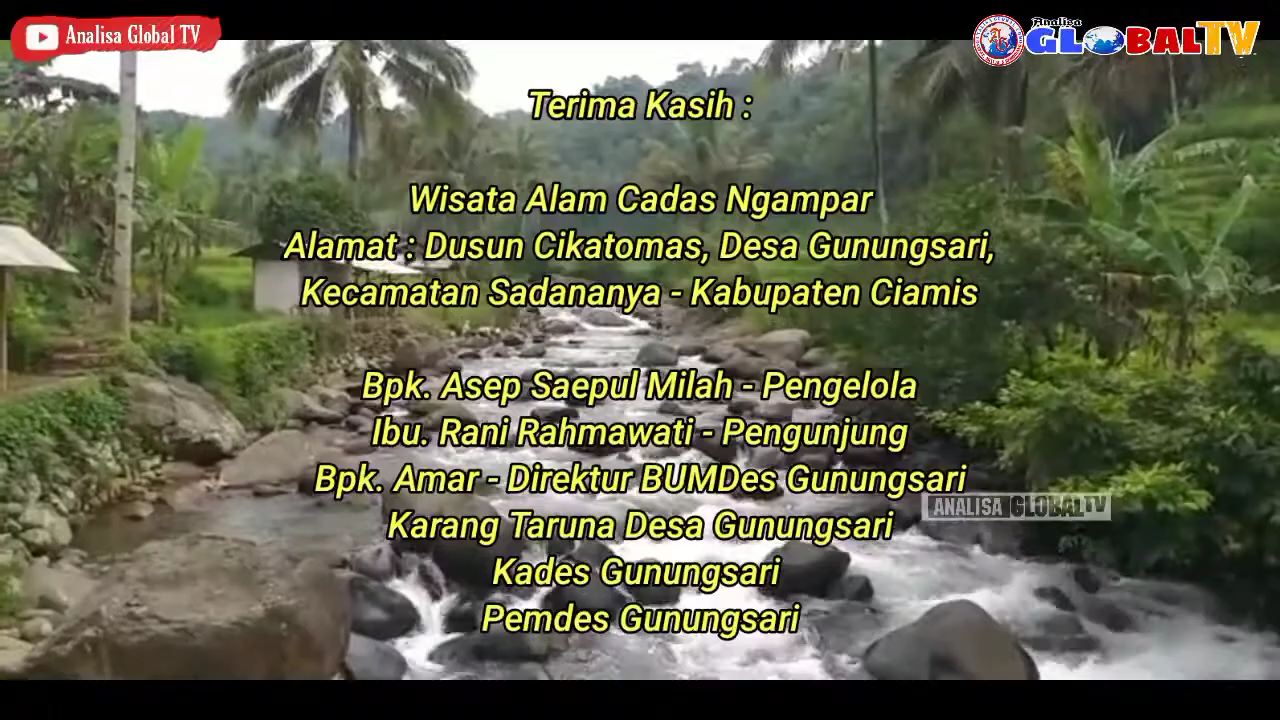 Analisa Global TV
Analisa
GLOBALTV
Terima Kasih :
Wisata Alam Cadas Ngampar
Alamat : Dusun Cikatomas, Desa Gunungsari,
Kecamatan Sadananya - Kabupaten Ciamis
Bpk. Asep Saepul Milah - Pengelola
Ibu. Rani Rahmawati - Pengunjung
Bpk. Amar - Direktur BUMDes Gunungsari
ANALISA GLOBALTV
Karang Taruna Desa Gunungsari
Kades Gunungsari
Pemdes Gunungsari